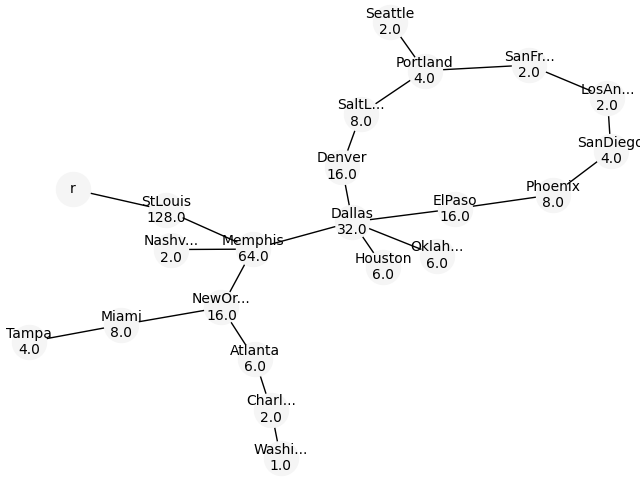 Seattle
2.0
Portland
4.0
SanFr...
2.0
LosAn...
2.0
SaltL...
8.0
SanDiego
4.0
Denver
16.0
Phoenix
8.0
r
StLouis
128.0
ElPaso
16.0
Dallas
32.0
Nashv...
2.0
Memphis
64.0
Oklah...
6.0
Houston
6.0
NewOr...
16.0
Miami
8.0
Tampa
4.0
Atlanta
6.0
Charl...
2.0
Washi...
1.0